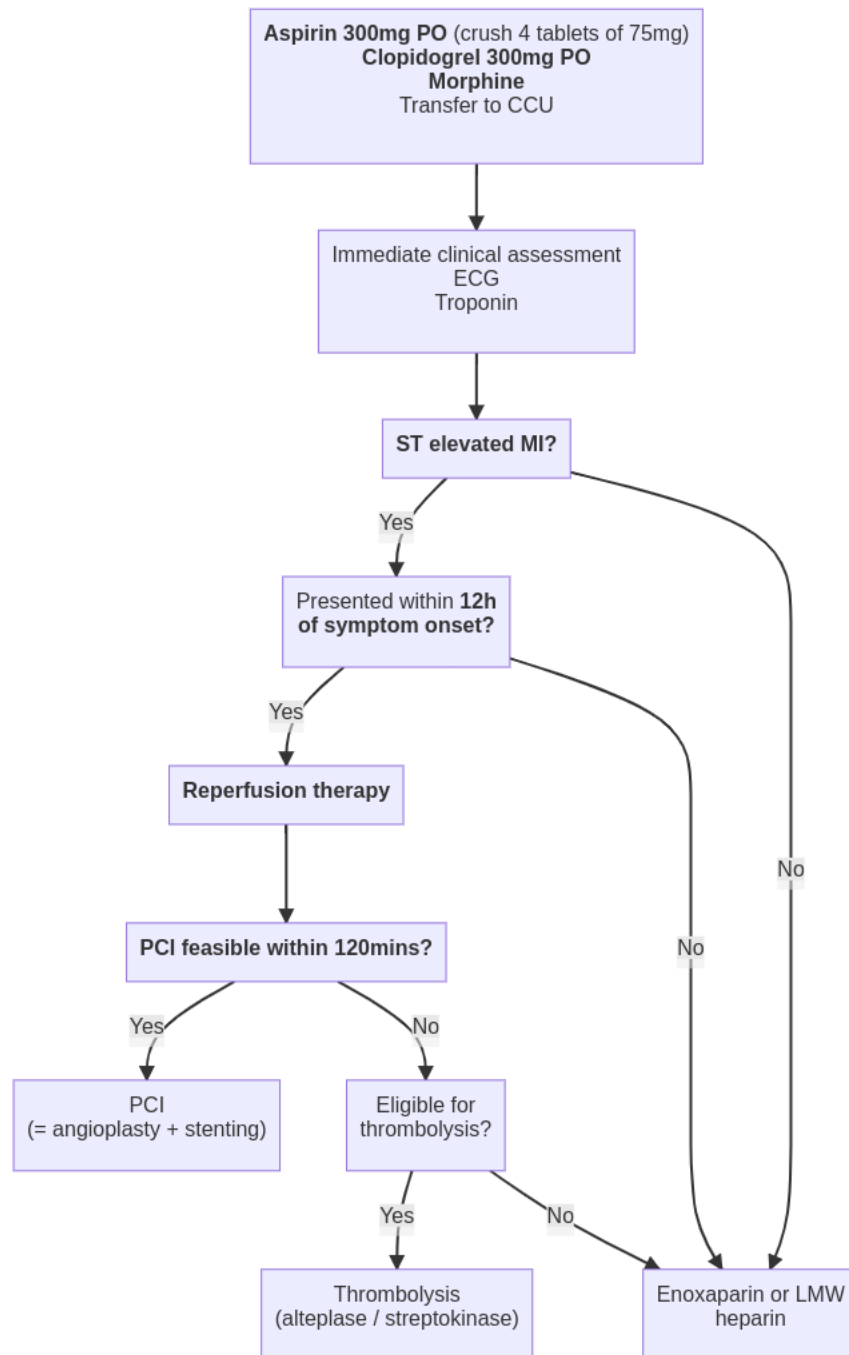 Aspirin 300mg PO (crush 4 tablets of 75mg)
Clopidogrel 300mg PO
Morphine
Transfer to CCU
Immediate clinical assessment
ECG
Troponin
ST elevated MI?
Yes
Presented within 12h
of symptom onset?
Yes
Reperfusion therapy
No
No
PCI feasible within 120mins?
Yes
No
PCI
(= angioplasty + stenting)
Eligible for
thrombolysis?
Yes
No
Thrombolysis
(alteplase / streptokinase)
Enoxaparin or LMW
heparin